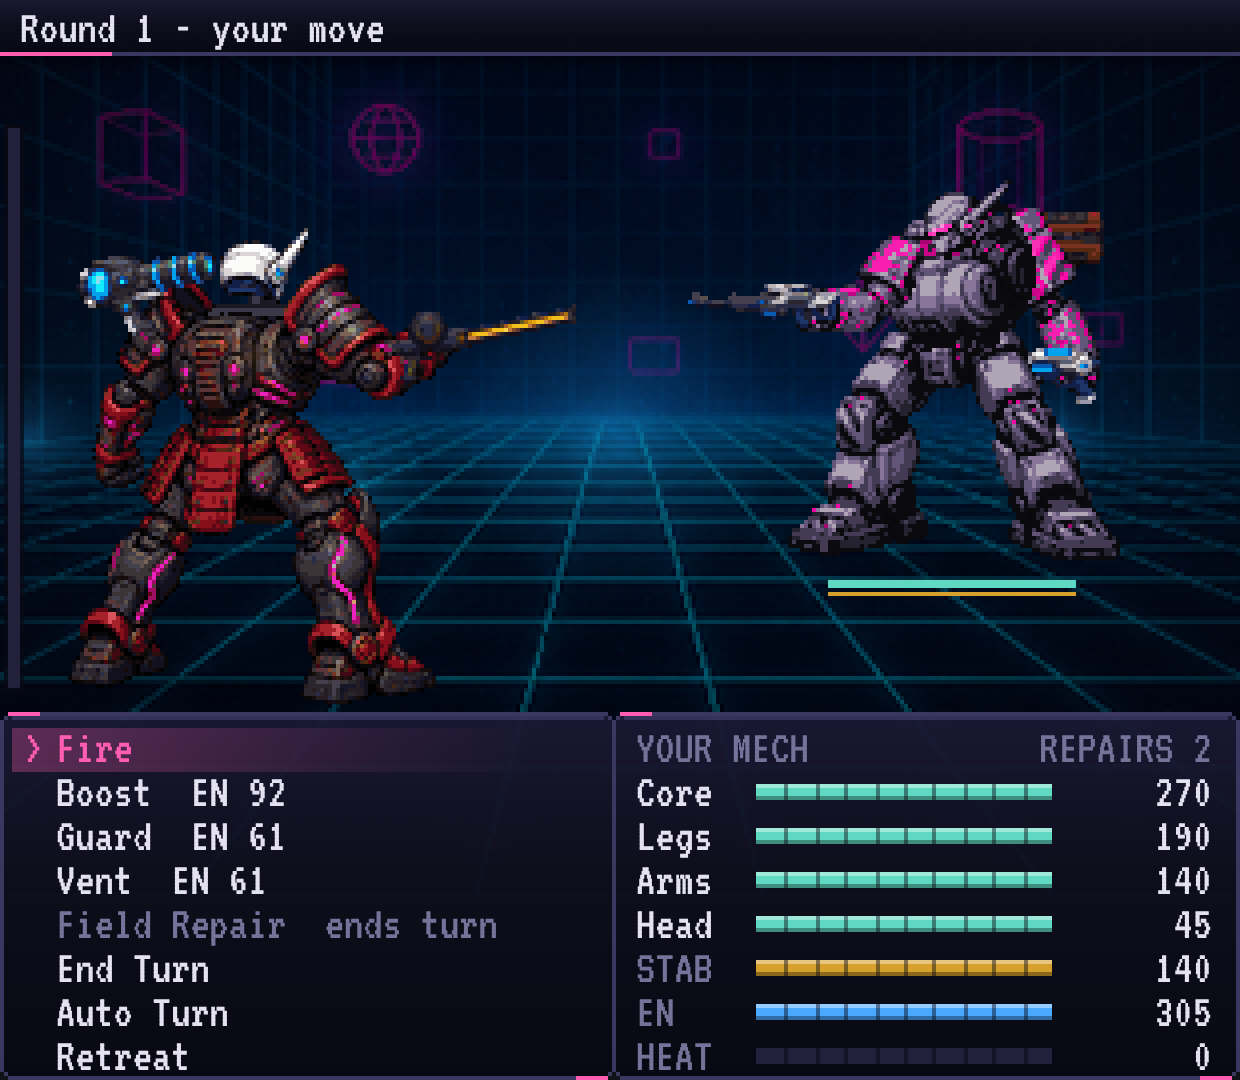 Round 1 - your move
> Fire
Boost EN 92
Guard EN 61
Vent EN 61
Field Repair ends turn
End Turn
Auto Turn
Retreat
YOUR MECH REPAIRS 2
Core 270
Legs 190
Arms 140
Head 45
STAB 140
EN 305
HEAT 0